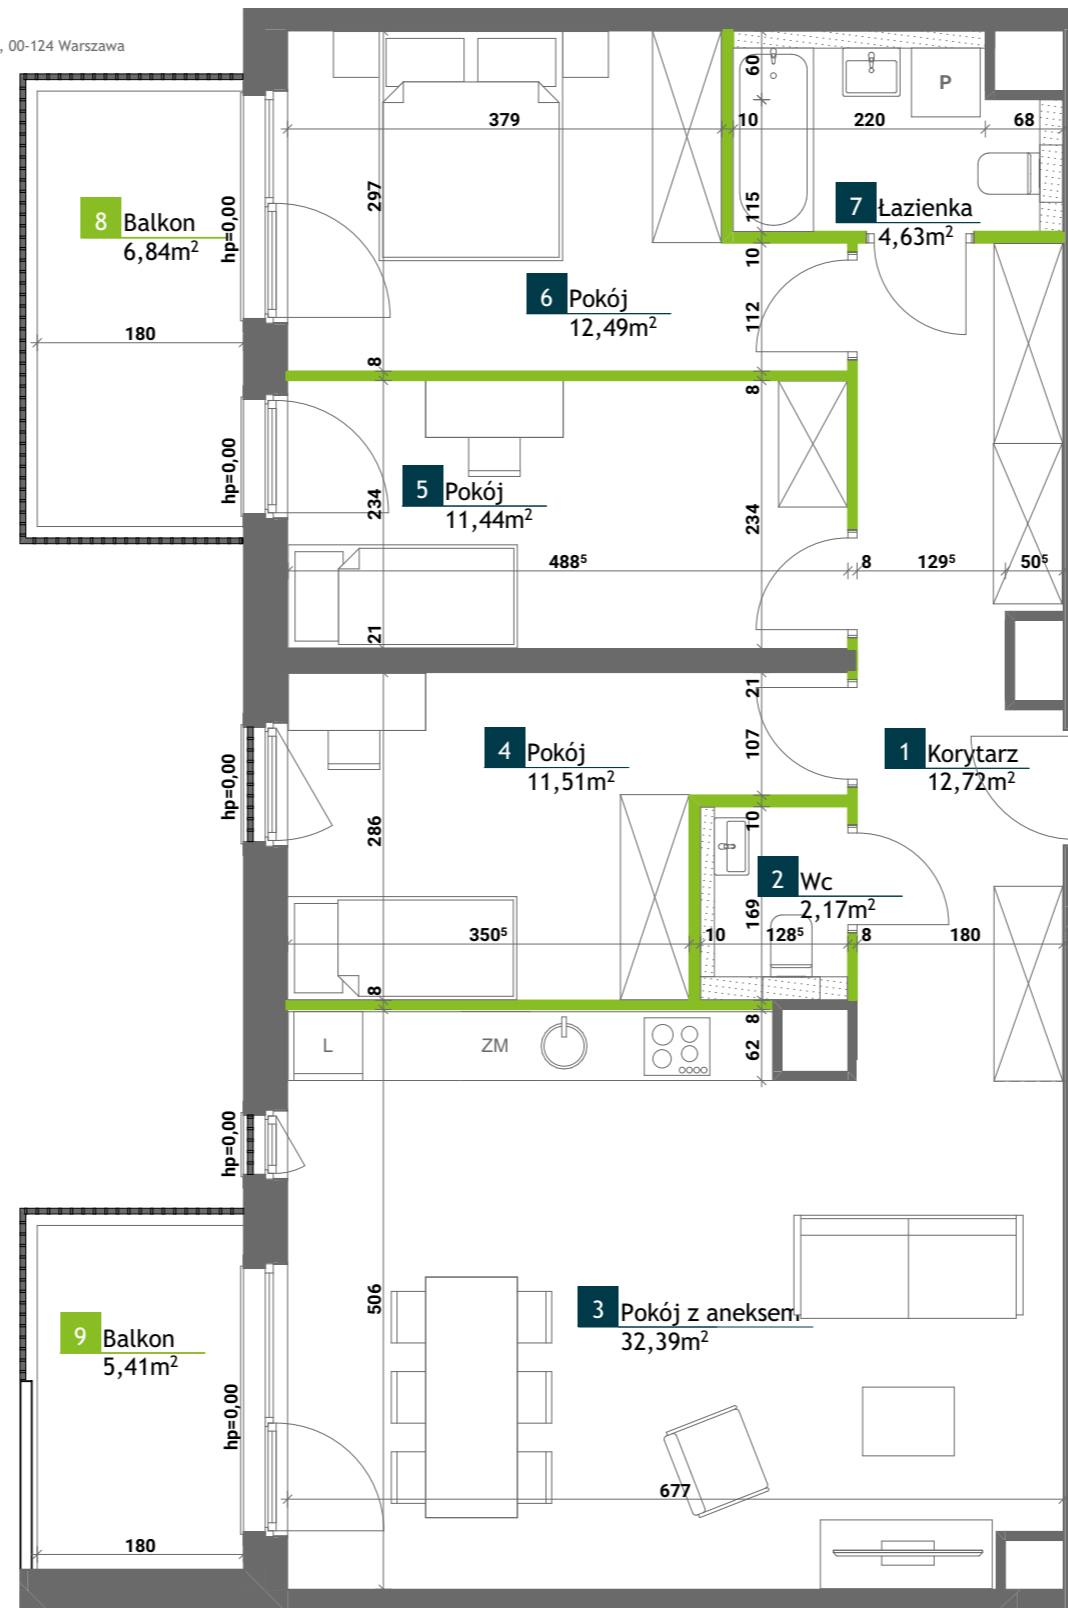 , 00-124 Warszawa
60
P
379
10
220
68
297
115
8 Balkon
6,84m²
hp=0,00
7 Łazienka
4,63m²
10
6 Pokój
12,49m²
112
180
8
8
hp=0,00
5 Pokój
11,44m²
234
234
488⁵
8
129⁵
50⁵
21
21
107
4 Pokój
11,51m²
1 Korytarz
12,72m²
hp=0,00
286
10
2 Wc
2,17m²
169
350⁵
10
128⁵
8
180
8
8
62
L
ZM
hp=0,00
506
3 Pokój z aneksem
32,39m²
9 Balkon
5,41m²
hp=0,00
677
180